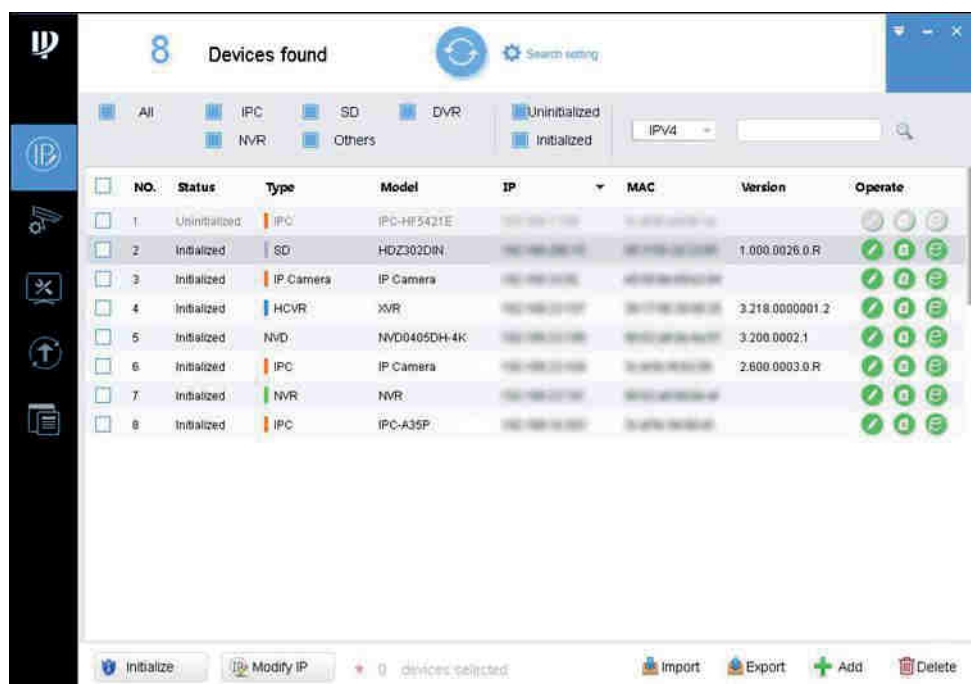 8 Devices found Search setting
All IPC SD DVR Uninitialized
NVR Others Initialized IPV4
NO. Status Type Model IP MAC Version Operate
1 Uninitialized IPC IPC-HF5421E
2 Initialized SD HDZ302DIN 1.000.0026.0.R
3 Initialized IP Camera IP Camera
4 Initialized HCVR XVR 3.218.0000001.2
5 Initialized NVD NVD0405DH-4K 3.200.0002.1
6 Initialized IPC IP Camera 2.600.0003.0.R
7 Initialized NVR NVR
8 Initialized IPC IPC-A35P
Initialize Modify IP * 0 devices selected Import Export Add Delete